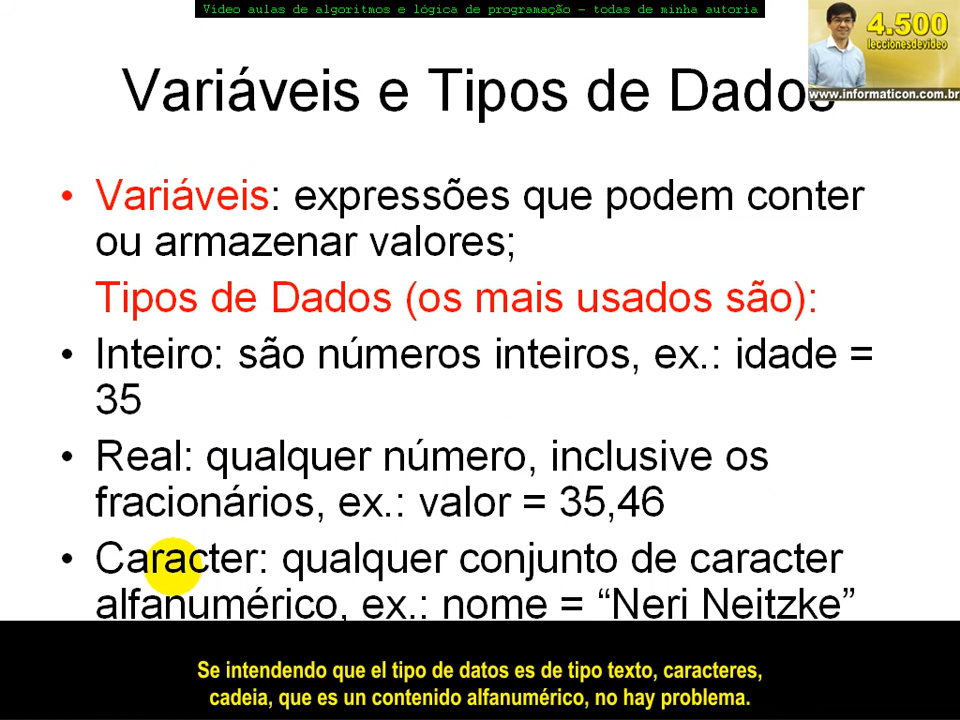 Vídeo aulas de algoritmos e lógica de programação - todas de minha autoria
4.500
leccionesdevideo
www.informaticon.com.br
Variáveis e Tipos de Dados
• Variáveis: expressões que podem conter
ou armazenar valores;
Tipos de Dados (os mais usados são):
• Inteiro: são números inteiros, ex.: idade =
35
• Real: qualquer número, inclusive os
fracionários, ex.: valor = 35,46
• Caracter: qualquer conjunto de caracter
alfanumérico, ex.: nome = “Neri Neitzke”
Se intendendo que el tipo de datos es de tipo texto, caracteres,
cadeia, que es un contenido alfanumérico, no hay problema.